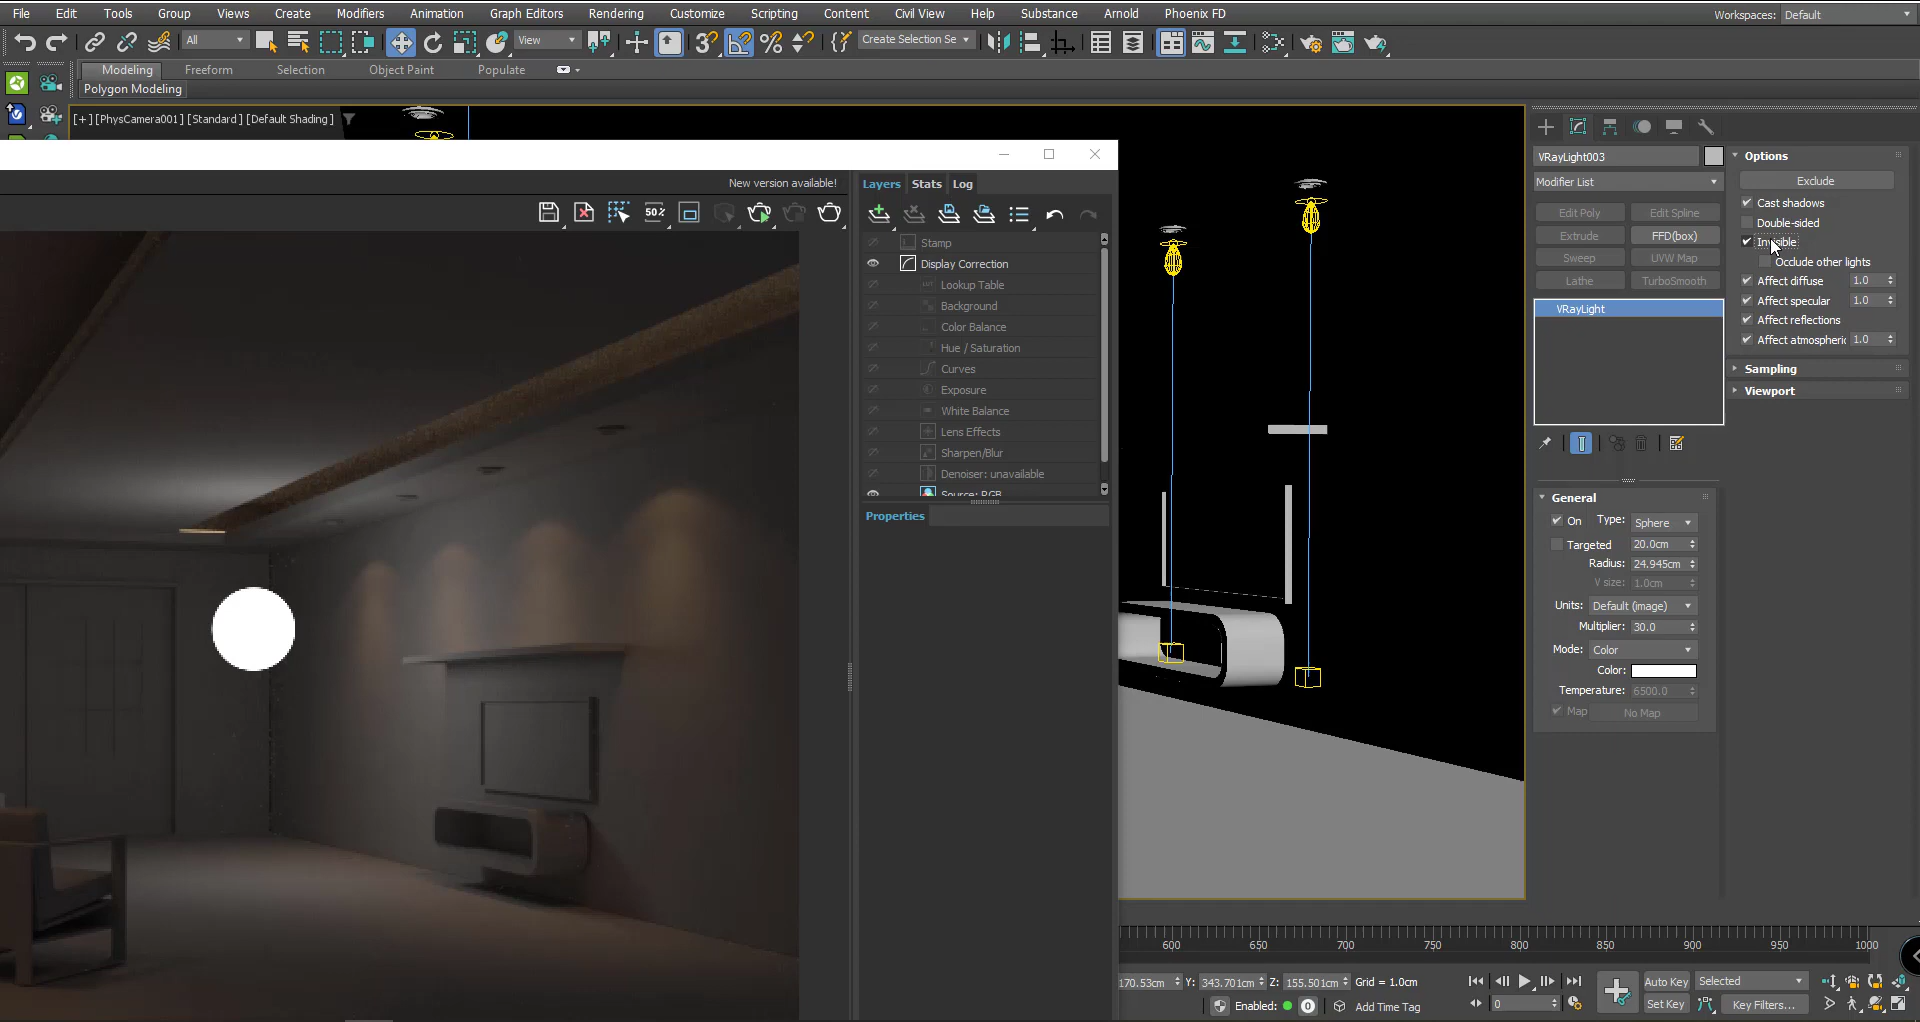 File Edit Tools Group Views Create Modifiers Animation Graph Editors Rendering Customize Scripting Content Civil View Help Substance Arnold Phoenix FD Workspaces: Default
All View Create Selection Se
Modeling Freeform Selection Object Paint Populate
Polygon Modeling
[+] [PhysCamera001] [Standard] [Default Shading]
New version available!
Layers Stats Log
50%
Stamp
Display Correction
Lookup Table
Background
Color Balance
Hue / Saturation
Curves
Exposure
White Balance
Lens Effects
Sharpen/Blur
Denoiser: unavailable
Source: RGB
Properties
VRayLight003
Modifier List
Edit Poly Edit Spline
Extrude FFD(box)
Sweep UVW Map
Lathe TurboSmooth
VRayLight
General
On Type: Sphere
Targeted 20.0cm
Radius: 24.945cm
V size: 1.0cm
Units: Default (image)
Multiplier: 30.0
Mode: Color
Color:
Temperature: 6500.0
Map No Map
Options
Exclude
Cast shadows
Double-sided
Invisible
Occlude other lights
Affect diffuse 1.0
Affect specular 1.0
Affect reflections
Affect atmospheric 1.0
Sampling
Viewport
600 650 700 750 800 850 900 950 1000
170.53cm Y: 343.701cm Z: 155.501cm Grid = 1.0cm
Enabled: 0 Add Time Tag
0
Auto Key Selected
Set Key Key Filters...